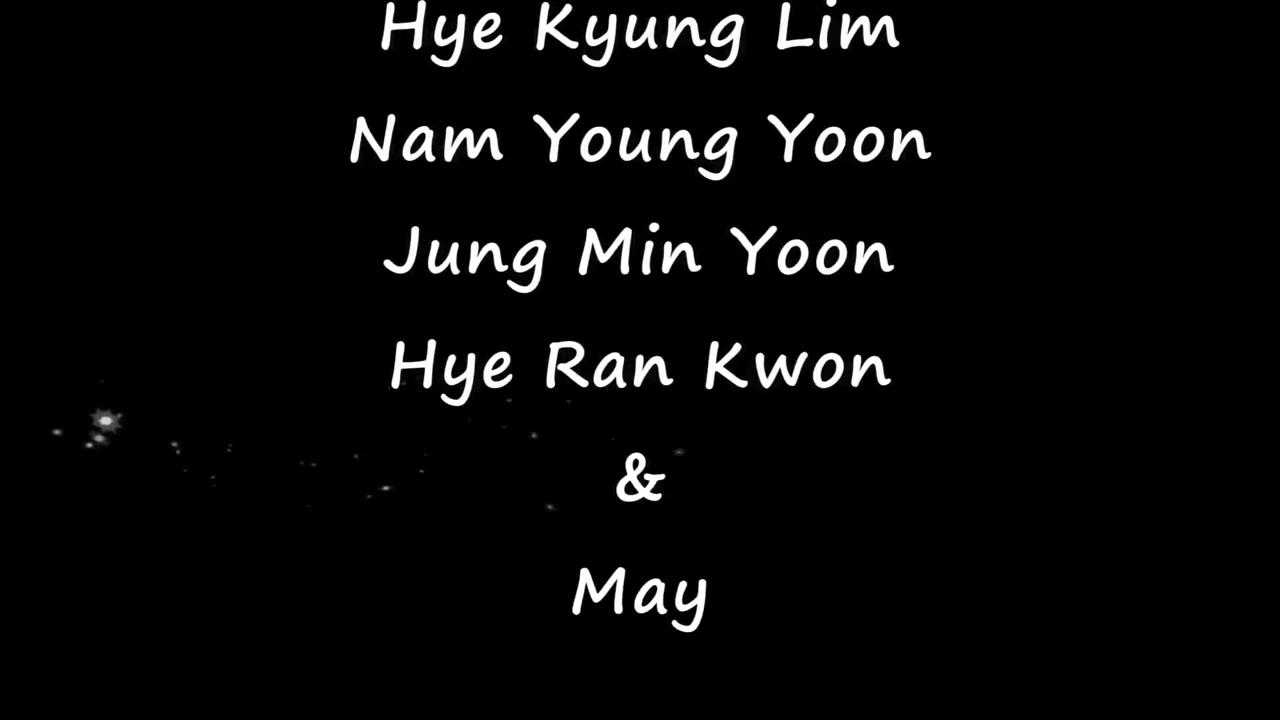 Hye Kyung Lim
Nam Young Yoon
Jung Min Yoon
Hye Ran Kwon
&
May